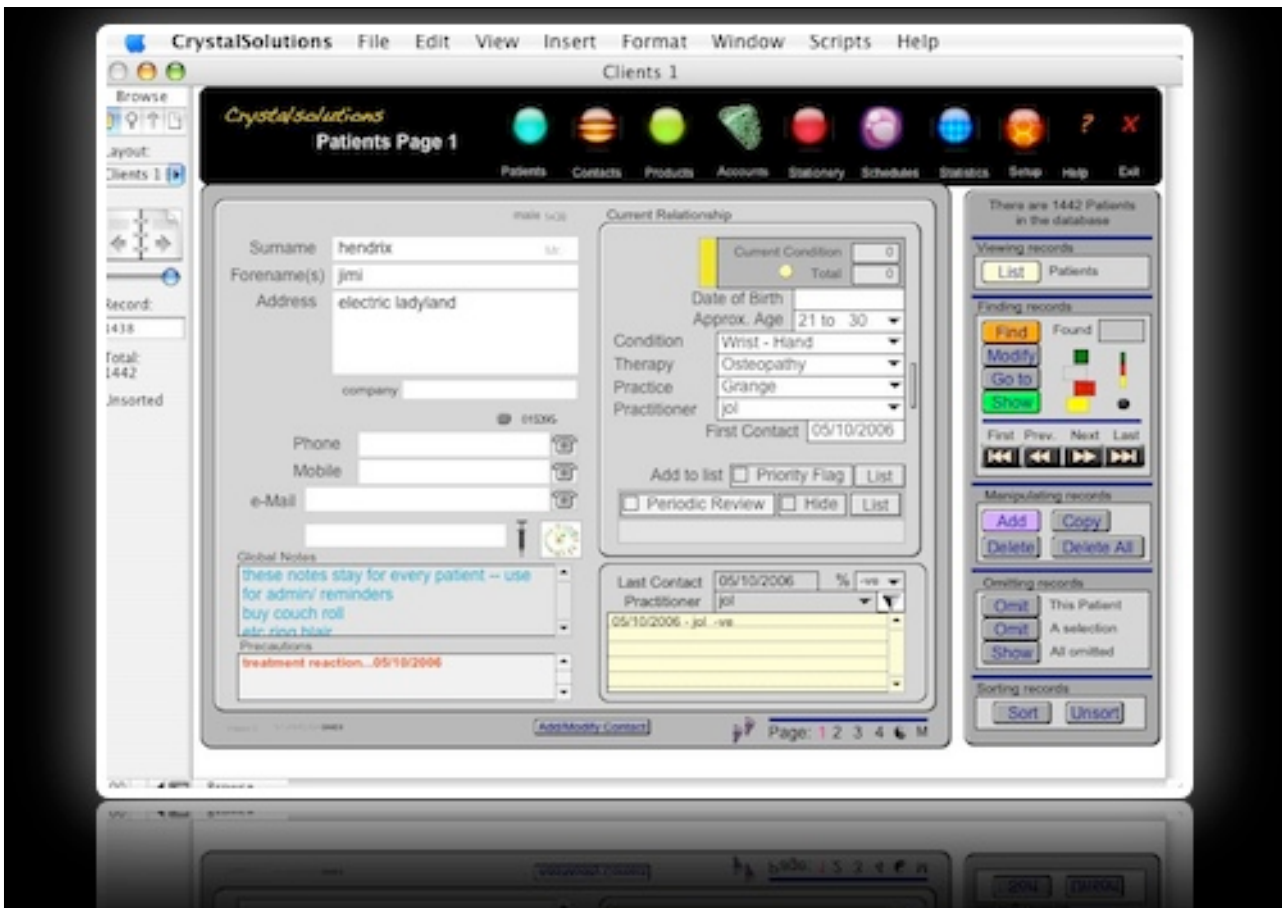 CrystalSolutions File Edit View Insert Format Window Scripts Help
Clients 1
Browse
Layout:
Clients 1
Record:
1438
Total:
1442
Unsorted
Crystalsolutions
Patients Page 1
Patients Contacts Products Accounts Stationery Schedules Statistics Setup Help Exit
? X
male
Surname hendrix Mr.
Forename(s) jimi
Address electric ladyland
company
Phone
Mobile
e-Mail
Global Notes
these notes stay for every patient -- use
for admin/ reminders
buy couch roll
etc ring blair
Precautions
treatment reaction...05/10/2006
Add/Modify Contact
Page: 1 2 3 4 M
Current Relationship
Current Condition 0
Total 0
Date of Birth
Approx. Age 21 to 30
Condition Wrist - Hand
Therapy Osteopathy
Practice Grange
Practitioner jol
First Contact 05/10/2006
Add to list Priority Flag List
Periodic Review Hide List
Last Contact 05/10/2006 % -ve
Practitioner jol
05/10/2006 - jol -ve
There are 1442 Patients
in the database
Viewing records
List Patients
Finding records
Find Found
Modify
Go to
Show
First Prev. Next Last
Manipulating records
Add Copy
Delete Delete All
Omitting records
Omit This Patient
Omit A selection
Show All omitted
Sorting records
Sort Unsort
Browse